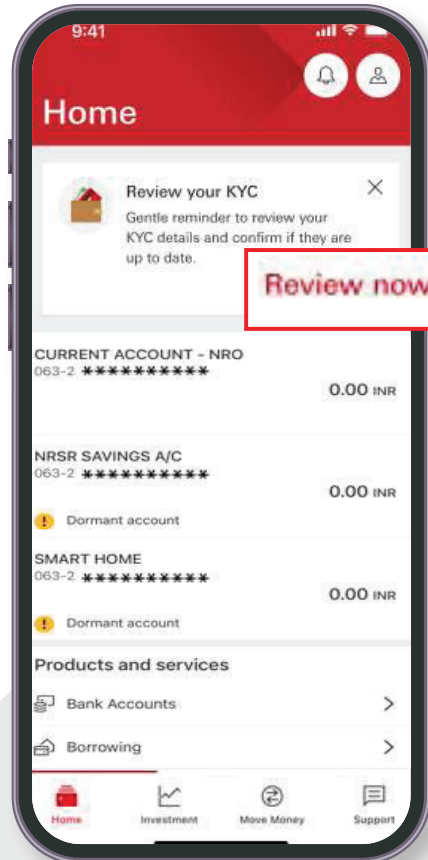 9:41
Home
Review your KYC
Gentle reminder to review your
KYC details and confirm if they are
up to date.
Review now
CURRENT ACCOUNT - NRO
063-2 **********
0.00 INR
NRSR SAVINGS A/C
063-2 **********
0.00 INR
Dormant account
SMART HOME
063-2 **********
0.00 INR
Dormant account
Products and services
Bank Accounts
Borrowing
Home Investment Move Money Support